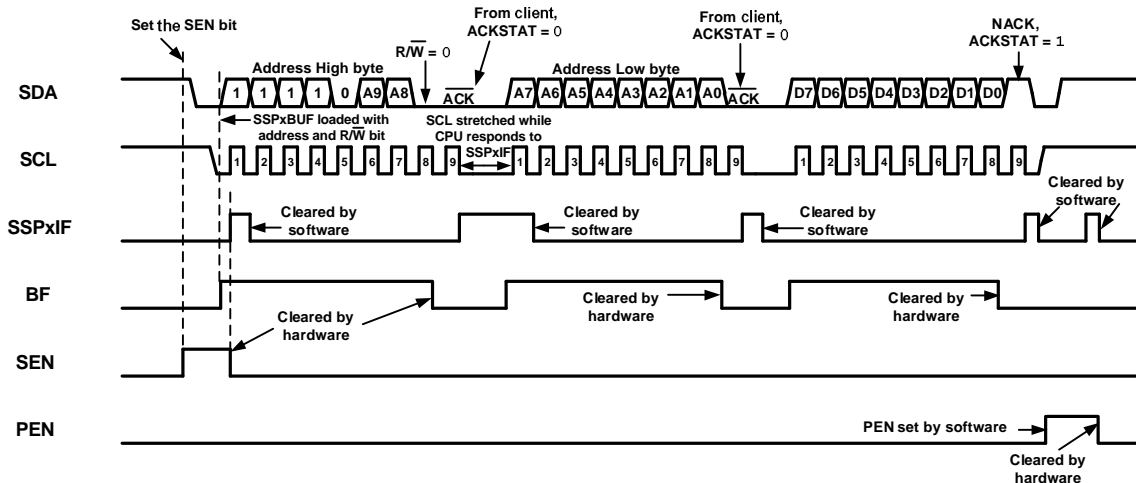 Set the SEN bit
From client,
ACKSTAT = 0
R/W = 0
From client,
ACKSTAT = 0
NACK,
ACKSTAT = 1
Address High byte
Address Low byte
SDA
1 1 1 1 0 A9 A8
ACK
A7 A6 A5 A4 A3 A2 A1 A0
ACK
D7 D6 D5 D4 D3 D2 D1 D0
SPPxBUF loaded with
address and R/W bit
SCL stretched while
CPU responds to
SSPxIF
SCL
1 2 3 4 5 6 7 8 9
1 2 3 4 5 6 7 8 9
1 2 3 4 5 6 7 8 9
SSPxIF
Cleared by
software
Cleared by
software
Cleared by
software
Cleared by
software
BF
Cleared by
hardware
Cleared by
hardware
Cleared by
hardware
SEN
PEN
PEN set by software
Cleared by
hardware